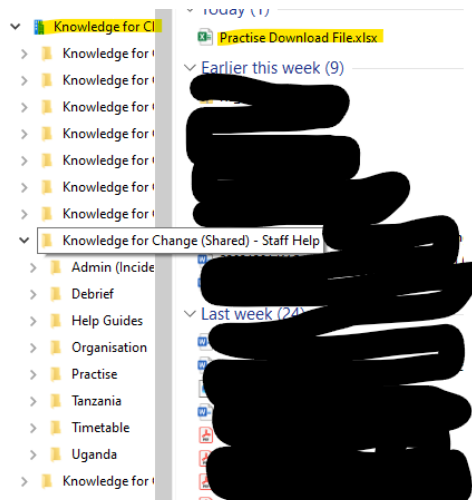 Knowledge for Cl
Knowledge for
Knowledge for
Knowledge for
Knowledge for
Knowledge for
Knowledge for
Knowledge for
Knowledge for Change (Shared) - Staff Help
Admin (Incide
Debrief
Help Guides
Organisation
Practise
Tanzania
Timetable
Uganda
Knowledge for
Today (1)
Practise Download File.xlsx
Earlier this week (9)
Last week (24)